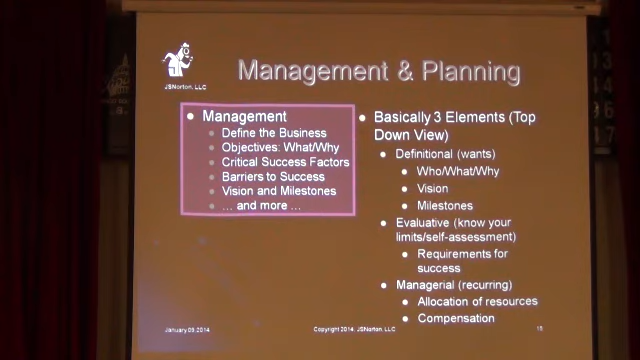 JSNorton, LLC
Management & Planning
Management
Define the Business
Objectives: What/Why
Critical Success Factors
Barriers to Success
Vision and Milestones
... and more ...
Basically 3 Elements (Top
Down View)
Definitional (wants)
Who/What/Why
Vision
Milestones
Evaluative (know your
limits/self-assessment)
Requirements for
success
Managerial (recurring)
Allocation of resources
Compensation
January 09, 2014
Copyright 2014. JSNorton, LLC